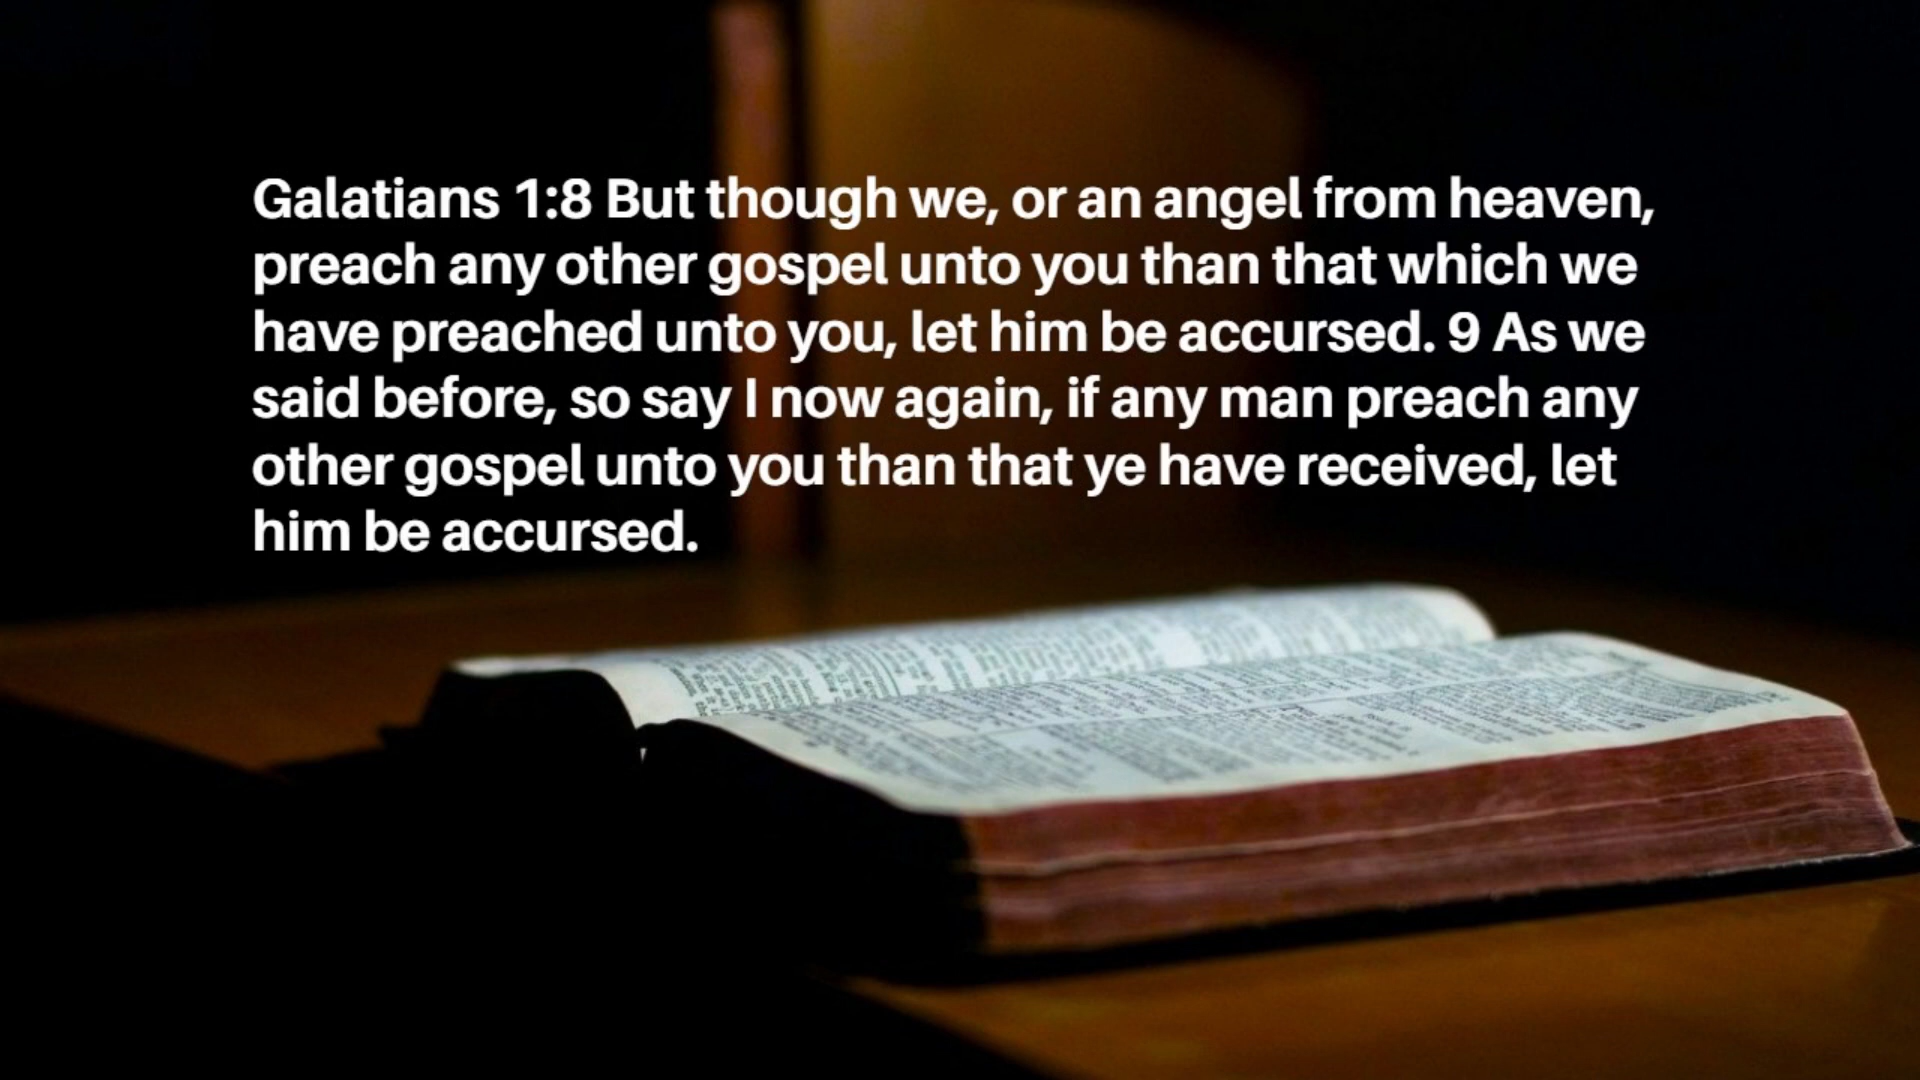 Galatians 1:8 But though we, or an angel from heaven,
preach any other gospel unto you than that which we
have preached unto you, let him be accursed. 9 As we
said before, so say I now again, if any man preach any
other gospel unto you than that ye have received, let
him be accursed.